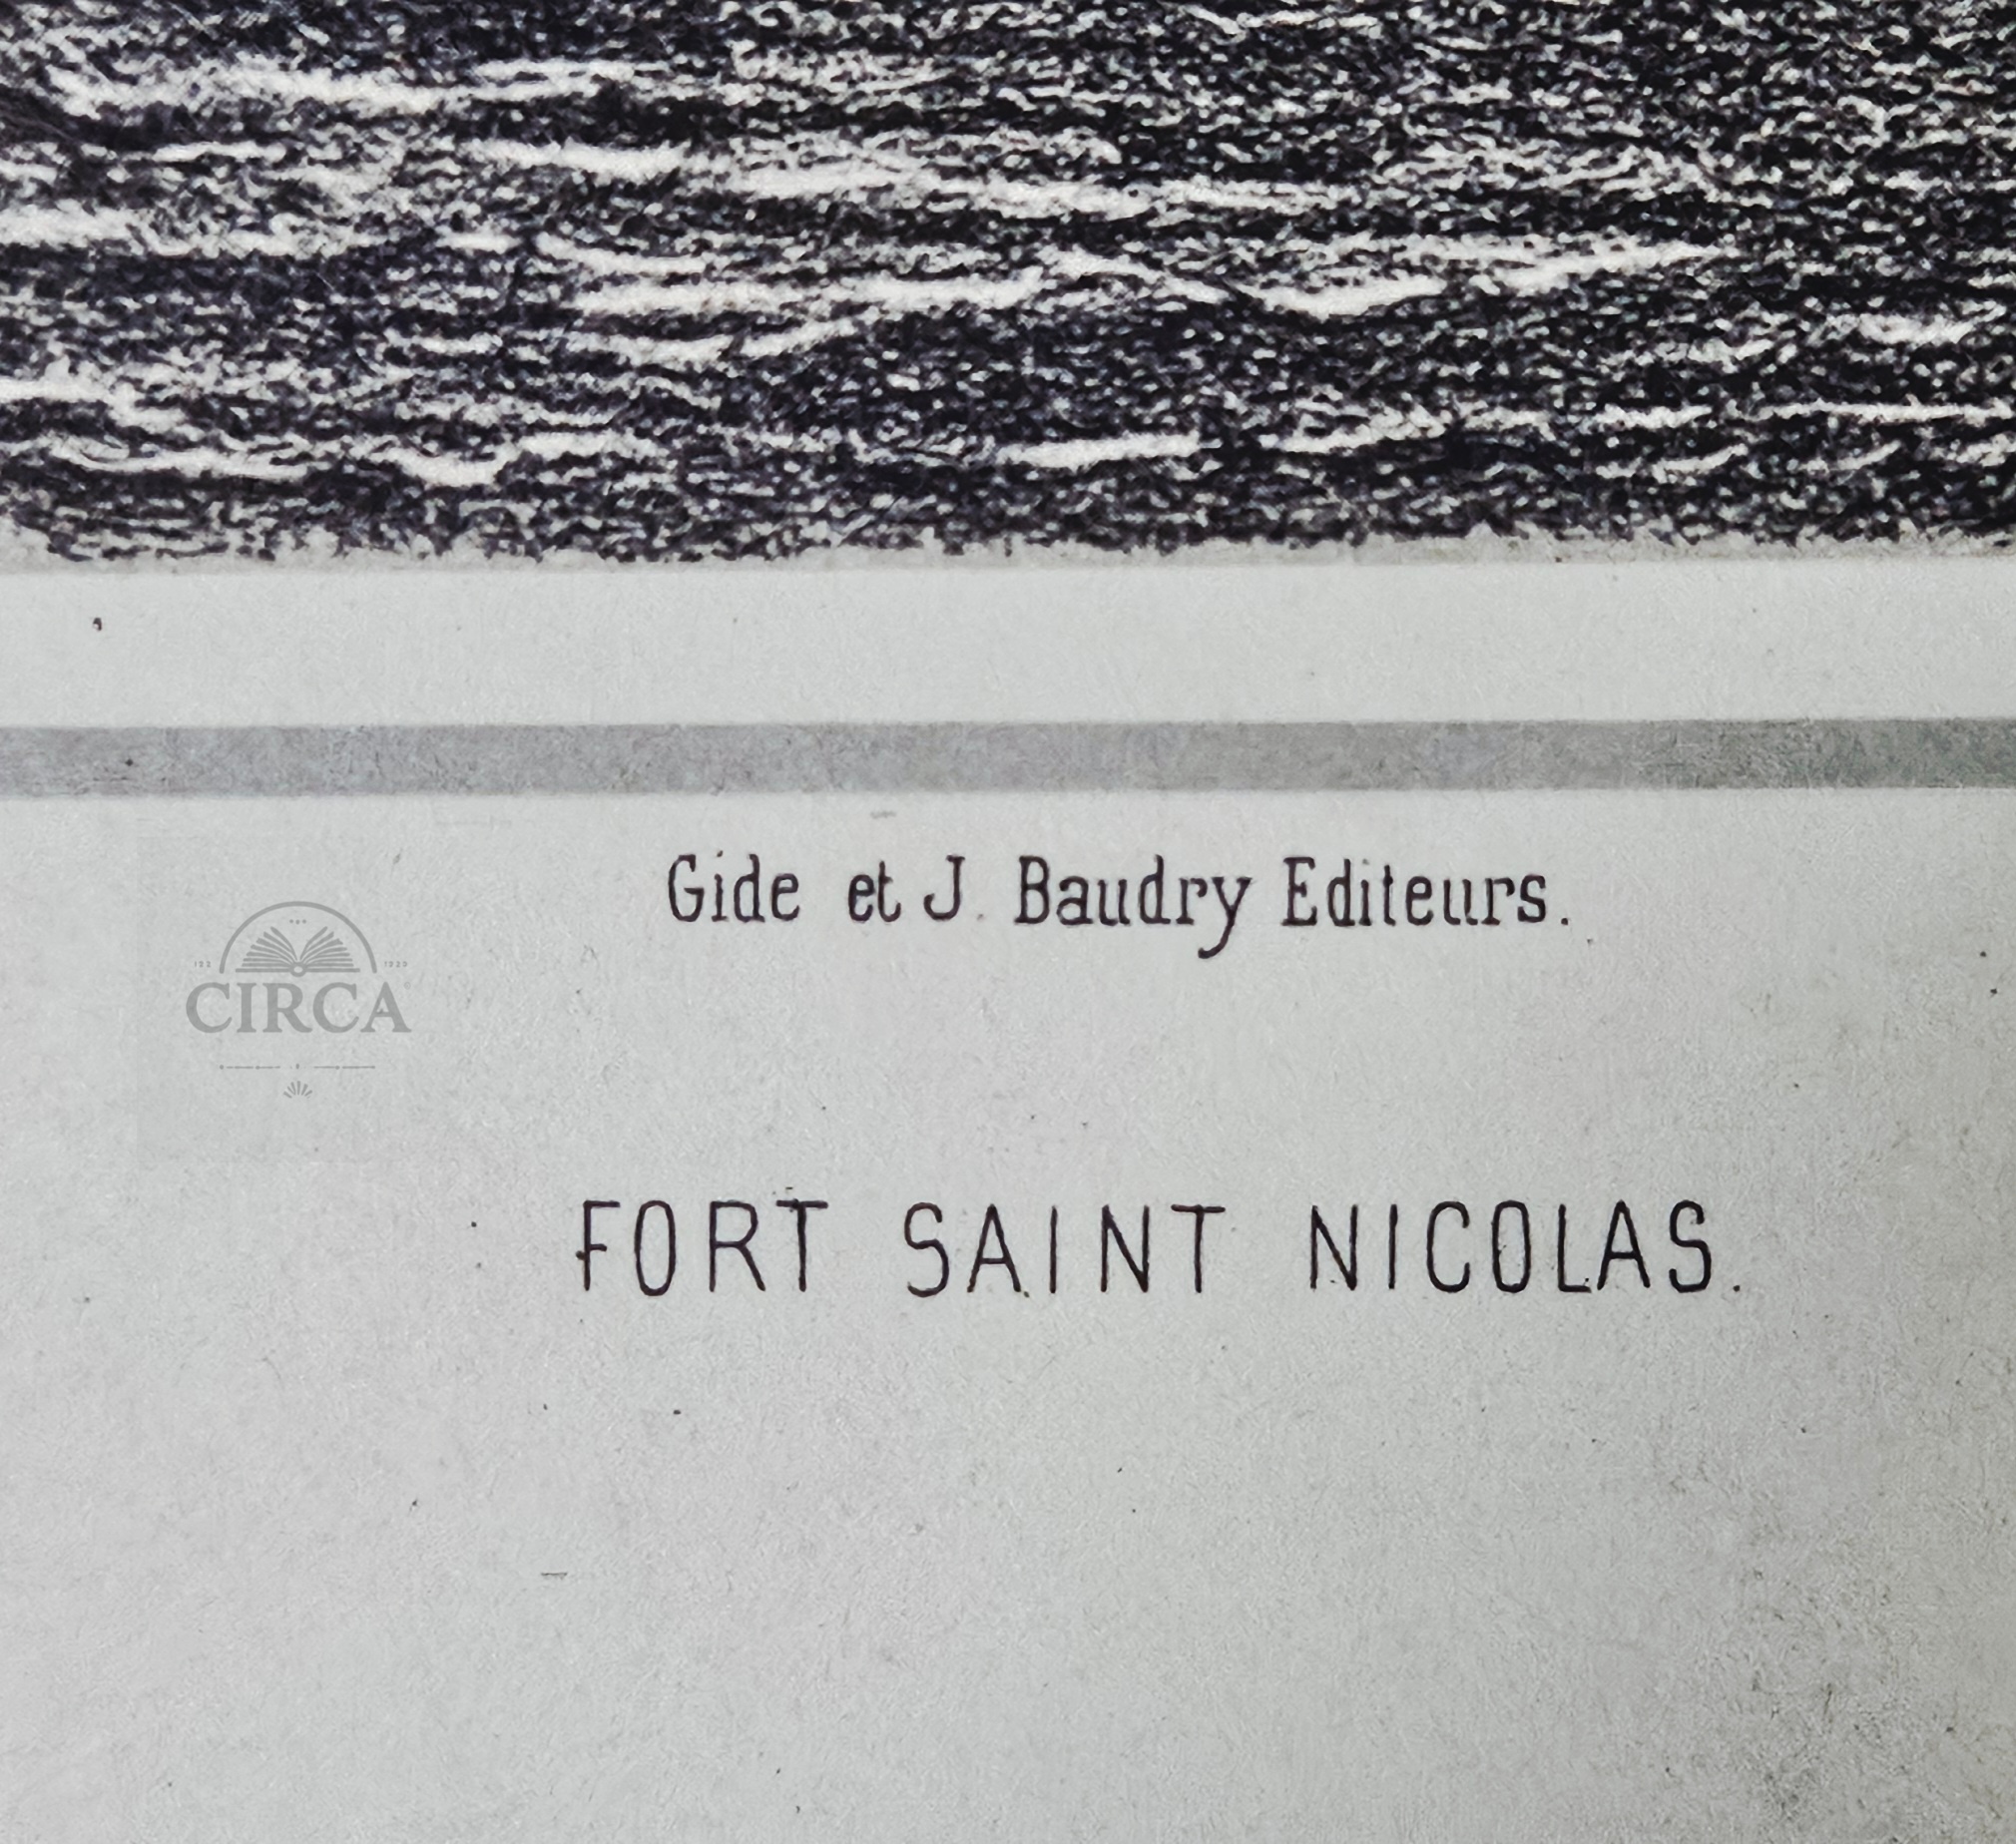 Gide et J. Baudry Editeurs.
CIRCA
FORT SAINT NICOLAS.